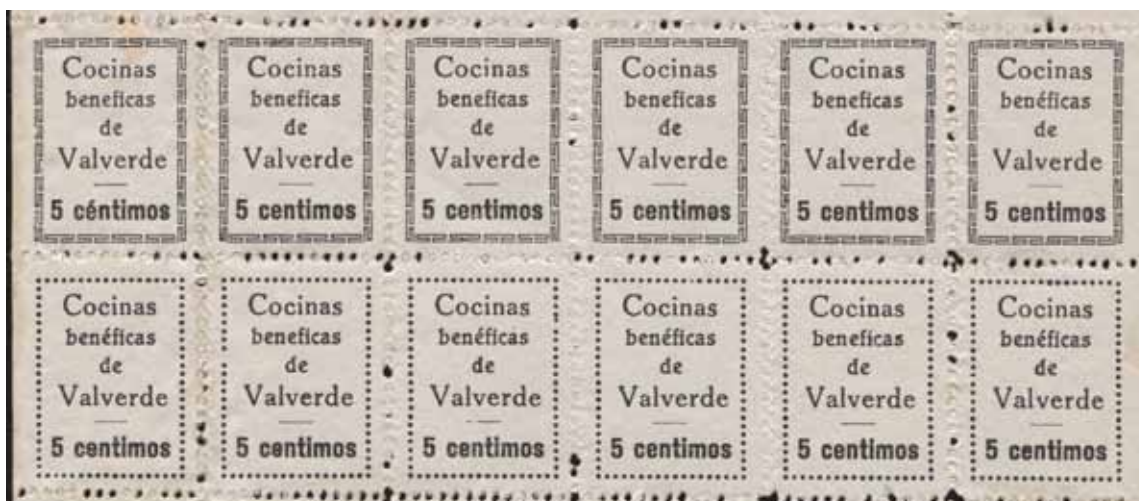 Cocinas
beneficas
de
Valverde
5 céntimos
Cocinas
beneficas
de
Valverde
5 centimos
Cocinas
beneficas
de
Valverde
5 centimos
Cocinas
beneficas
de
Valverde
5 centimos
Cocinas
beneficas
de
Valverde
5 centimos
Cocinas
benéficas
de
Valverde
5 centimos
Cocinas
benéficas
de
Valverde
5 centimos
Cocinas
beneficas
de
Valverde
5 centimos
Cocinas
benéficas
de
Valverde
5 centimos
Cocinas
benéficas
de
Valverde
5 centimos
Cocinas
beneficas
de
Valverde
5 centimos
Cocinas
benéficas
de
Valverde
5 centimos